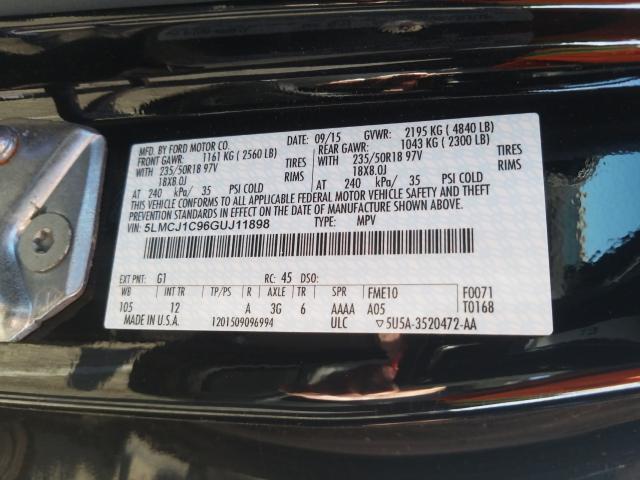 MFD. BY FORD MOTOR CO. DATE: 09/15 GVWR: 2195 KG ( 4840 LB)
FRONT GAWR: 1161 KG ( 2560 LB) REAR GAWR: 1043 KG ( 2300 LB)
WITH 235/50R18 97V TIRES 235/50R18 97V TIRES
18X8.0J RIMS 18X8.0J RIMS
AT 240 kPa/ 35 PSI COLD AT 240 kPa/ 35 PSI COLD
THIS VEHICLE CONFORMS TO ALL APPLICABLE FEDERAL MOTOR VEHICLE SAFETY AND THEFT
PREVENTION STANDARDS IN EFFECT ON THE DATE OF MANUFACTURE SHOWN ABOVE.
VIN: 5LMCJ1C96GUJ11898 TYPE: MPV
EXT PNT: G1 RC: 45 DSO:
WB INT TR TP/PS R AXLE TR SPR FME10 F0071
105 12 A 3G 6 AAAA A05 T0168
MADE IN U.S.A. 1201509096994 ULC ▽5U5A-3520472-AA